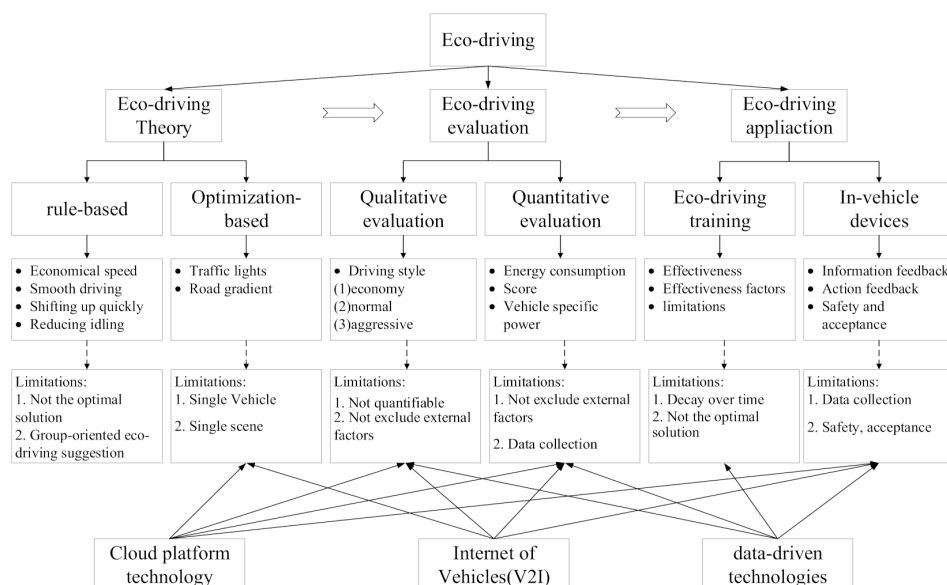 Eco-driving
Eco-driving
Theory
Eco-driving
evaluation
Eco-driving
appliaction
rule-based
Optimization-
based
Qualitative
evaluation
Quantitative
evaluation
Eco-driving
training
In-vehicle
devices
● Economical speed
● Smooth driving
● Shifting up quickly
● Reducing idling
● Traffic lights
● Road gradient
● Driving style
(1)economy
(2)normal
(3)aggressive
● Energy consumption
● Score
● Vehicle specific
power
● Effectiveness
● Effectiveness factors
● limitations
● Information feedback
● Action feedback
● Safety and
acceptance
Limitations:
1. Not the optimal
solution
2. Group-oriented eco-
driving suggestion
Limitations:
1. Single Vehicle
2. Single scene
Limitations:
1. Not quantifiable
2. Not exclude external
factors
Limitations:
1. Not exclude external
factors
2. Data collection
Limitations:
1. Decay over time
2. Not the optimal
solution
Limitations:
1. Data collection
2. Safety, acceptance
Cloud platform
technology
Internet of
Vehicles(V2I)
data-driven
technologies